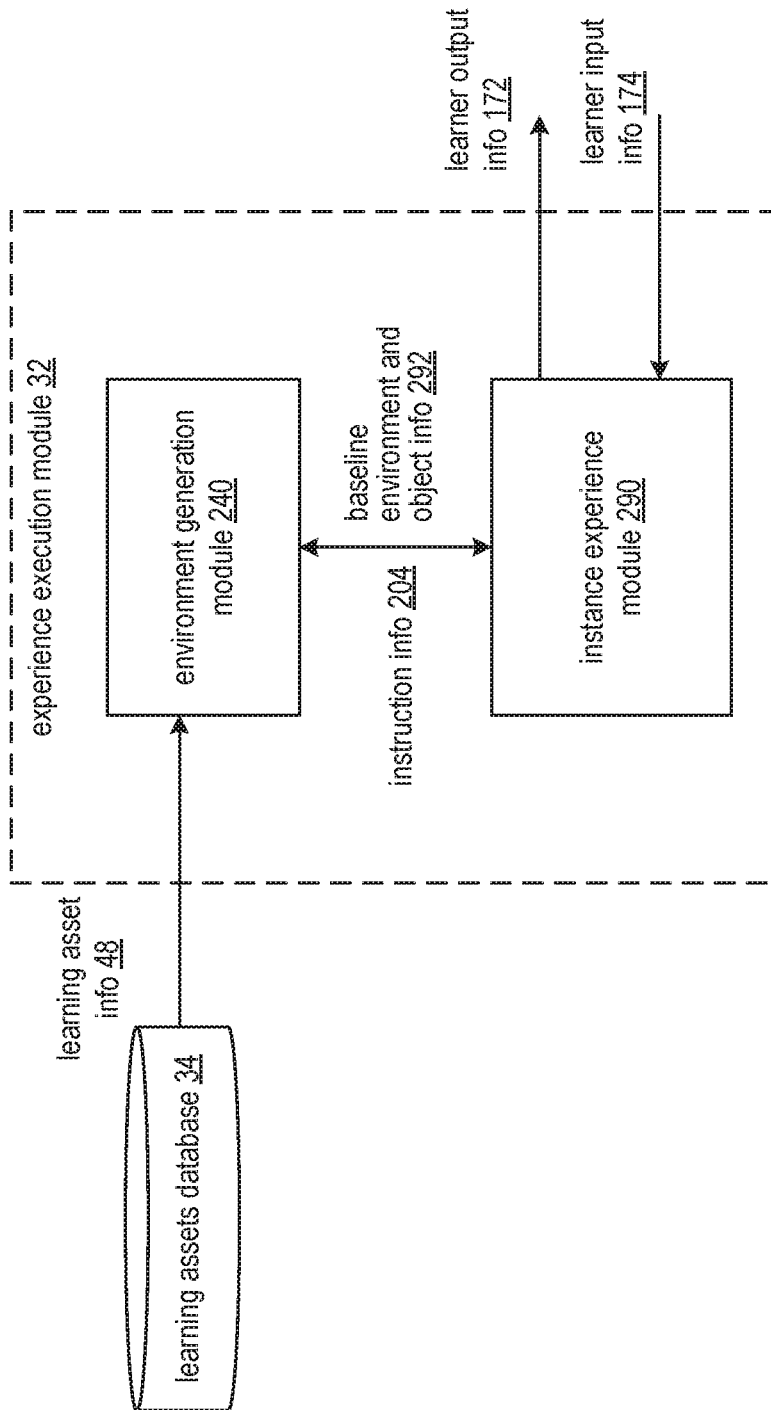 learning assets database 34
learning asset
info 48
experience execution module 32
environment generation
module 240
instruction info 204
baseline
environment and
object info 292
instance experience
module 290
learner output
info 172
learner input
info 174